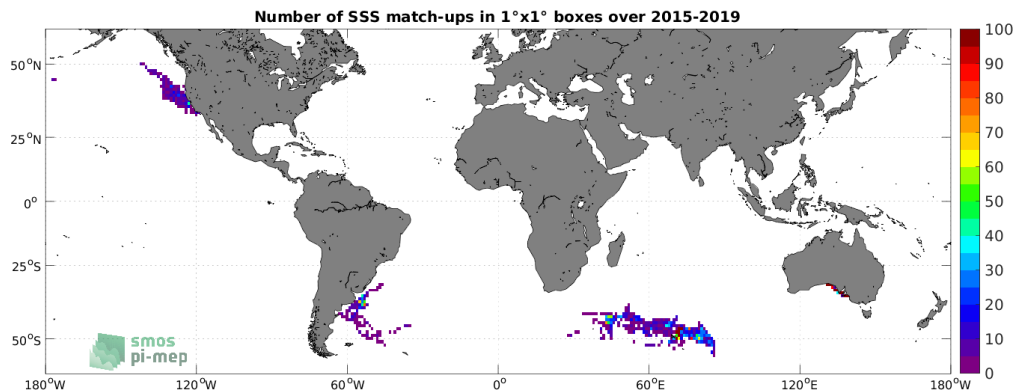 Number of SSS match-ups in 1°x1° boxes over 2015-2019
50°N
25°N
0°
25°S
50°S
180°W
120°W
60°W
0°
60°E
120°E
180°W
100
90
80
70
60
50
40
30
20
10
0
smos
pi-mep